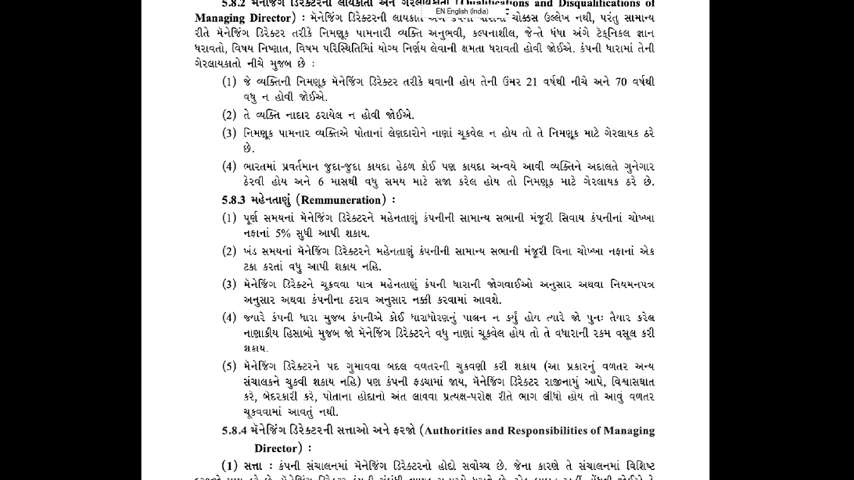 5.8.2 મૅનેજિંગ ડિરેક્ટરની લાયકાતો અને ગેરલાયકાતો (Qualifications and Disqualifications of
EN English (India)
Managing Director) : મૅનેજિંગ ડિરેક્ટરની લાયકાત અંગે કંપની ધારામાં ચોક્કસ ઉલ્લેખ નથી, પરંતુ સામાન્ય
રીતે મૅનેજિંગ ડિરેક્ટર તરીકે નિમણૂક પામનારી વ્યક્તિ અનુભવી, કલ્પનાશીલ, જે-તે ધંધા અંગે ટેક્નિકલ જ્ઞાન
ધરાવતો, વિષય નિષ્ણાત, વિષમ પરિસ્થિતિમાં યોગ્ય નિર્ણય લેવાની ક્ષમતા ધરાવતી હોવી જોઈએ. કંપની ધારામાં તેની
ગેરલાયકાતો નીચે મુજબ છે :
(1) જે વ્યક્તિની નિમણૂક મૅનેજિંગ ડિરેક્ટર તરીકે થવાની હોય તેની ઉંમર 21 વર્ષથી નીચે અને 70 વર્ષથી
વધુ ન હોવી જોઈએ.
(2) તે વ્યક્તિ નાદાર ઠરાયેલ ન હોવી જોઈએ.
(3) નિમણૂક પામનાર વ્યક્તિએ પોતાનાં લેણદારોને નાણાં ચૂકવેલ ન હોય તો તે નિમણૂક માટે ગેરલાયક ઠરે
છે.
(4) ભારતમાં પ્રવર્તમાન જુદા-જુદા કાયદા હેઠળ કોઈ પણ કાયદા અન્વયે આવી વ્યક્તિને અદાલતે ગુનેગાર
ઠેરવી હોય અને 6 માસથી વધુ સમય માટે સજા કરેલ હોય તો નિમણૂક માટે ગેરલાયક ઠરે છે.
5.8.3 મહેનતાણું (Remmuneration) :
(1) પૂર્ણ સમયનાં મૅનેજિંગ ડિરેક્ટરને મહેનતાણું કંપનીની સામાન્ય સભાની મંજૂરી સિવાય કંપનીનાં ચોખ્ખા
નફાનાં 5% સુધી આપી શકાય.
(2) ખંડ સમયનાં મૅનેજિંગ ડિરેક્ટરને મહેનતાણું કંપનીની સામાન્ય સભાની મંજૂરી વિના ચોખ્ખા નફાનાં એક
ટકા કરતાં વધુ આપી શકાય નહિ.
(3) મૅનેજિંગ ડિરેક્ટને ચૂકવવા પાત્ર મહેનતાણું કંપની ધારાની જોગવાઈઓ અનુસાર અથવા નિયમનપત્ર
અનુસાર અથવા કંપનીના ઠરાવ અનુસાર નક્કી કરવામાં આવશે.
(4) જ્યારે કંપની ધારા મુજબ કંપનીએ કોઈ ધારાધોરણનું પાલન ન કર્યું હોય ત્યારે જો પુનઃ તૈયાર કરેલ
નાણાકીય હિસાબો મુજબ જો મૅનેજિંગ ડિરેક્ટરને વધુ નાણાં ચૂકવેલ હોય તો તે વધારાની રકમ વસૂલ કરી
શકાય.
(5) મૅનેજિંગ ડિરેક્ટરને પદ ગુમાવવા બદલ વળતરની ચુકવણી કરી શકાય (આ પ્રકારનું વળતર અન્ય
સંચાલકને ચુકવી શકાય નહિ) પણ કંપની ફડચામાં જાય, મૅનેજિંગ ડિરેક્ટર રાજીનામું આપે, વિશ્વાસઘાત
કરે, બેદરકારી કરે, પોતાના હોદાનો અંત લાવવા પ્રત્યક્ષ-પરોક્ષ રીતે ભાગ લીધો હોય તો આવું વળતર
ચૂકવવામાં આવતું નથી.
5.8.4 મૅનેજિંગ ડિરેક્ટરની સત્તાઓ અને ફરજો (Authorities and Responsibilities of Managing
Director) :
(1) સત્તા : કંપની સંચાલનમાં મૅનેજિંગ ડિરેક્ટરનો હોદો સર્વોચ્ચ છે. જેના કારણે તે સંચાલનમાં વિશિષ્ટ